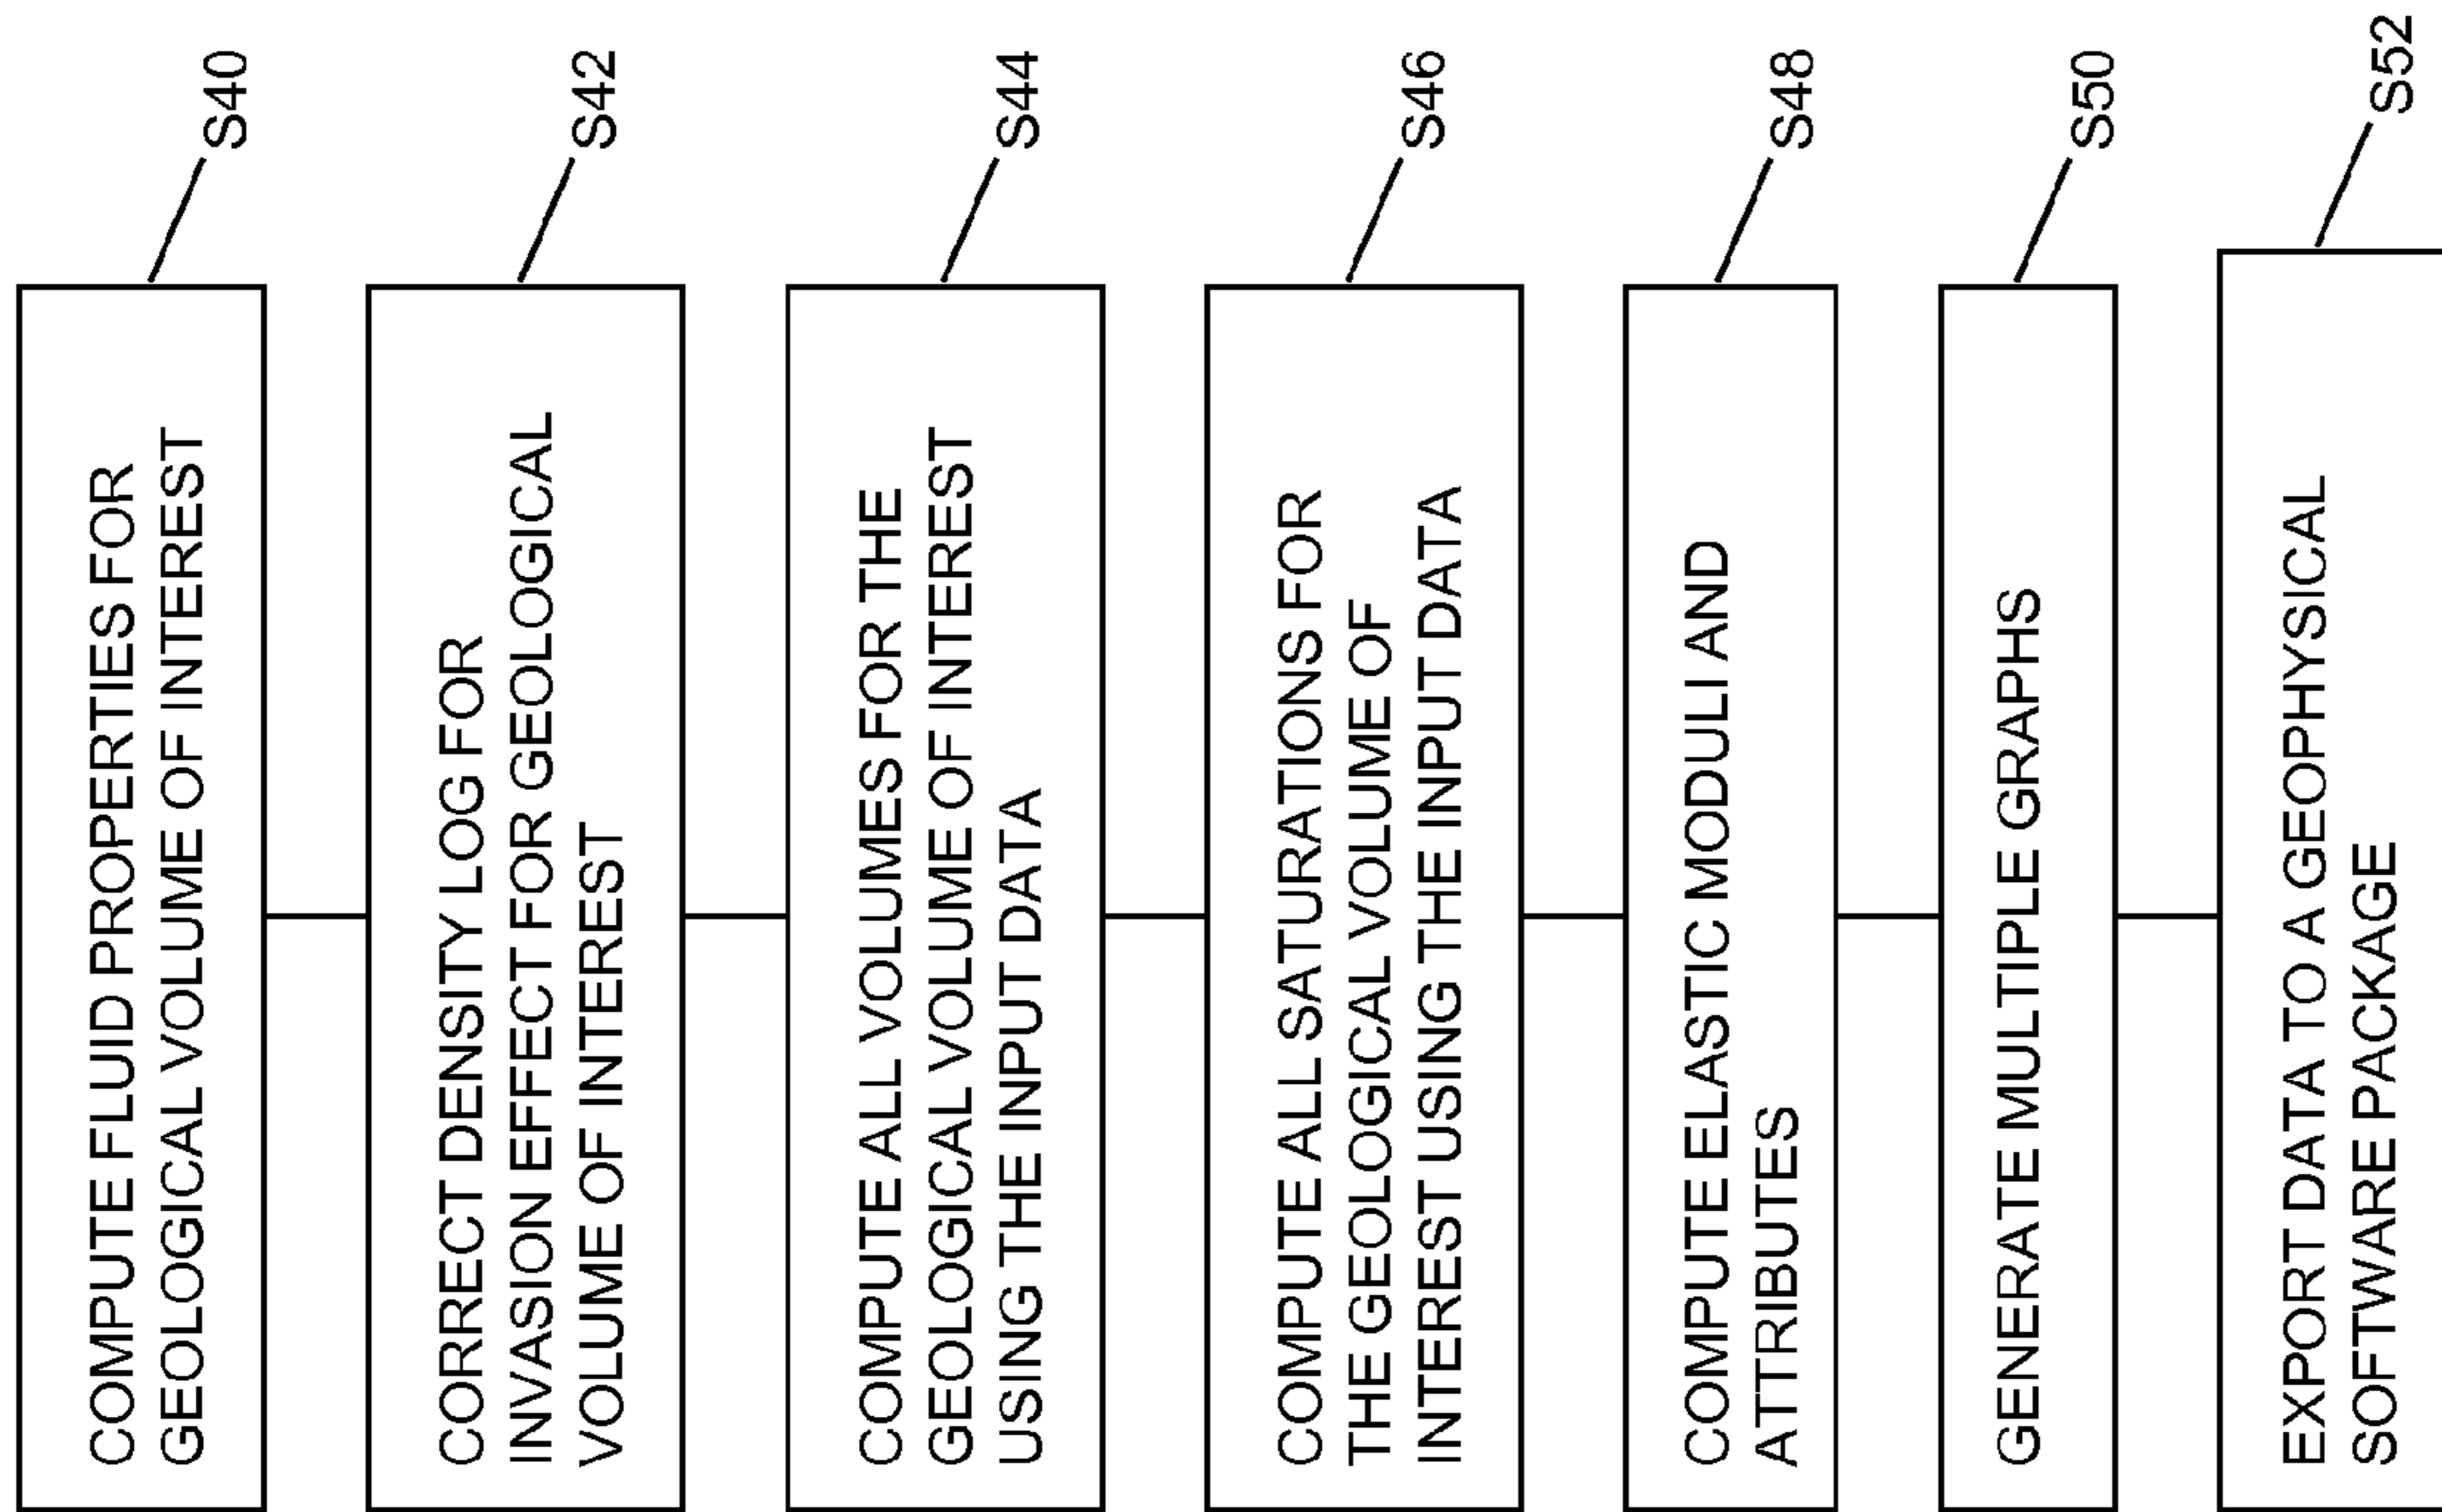 COMPUTE FLUID PROPERTIES FOR
GEOLOGICAL VOLUME OF INTEREST
S40
CORRECT DENSITY LOG FOR
INVASION EFFECT FOR GEOLOGICAL
VOLUME OF INTEREST
S42
COMPUTE ALL VOLUMES FOR THE
GEOLOGICAL VOLUME OF INTEREST
USING THE INPUT DATA
S44
COMPUTE ALL SATURATIONS FOR
THE GEOLOGICAL VOLUME OF
INTEREST USING THE INPUT DATA
S46
COMPUTE ELASTIC MODULI AND
ATTRIBUTES
S48
GENERATE MULTIPLE GRAPHS
S50
EXPORT DATA TO A GEOPHYSICAL
SOFTWARE PACKAGE
S52